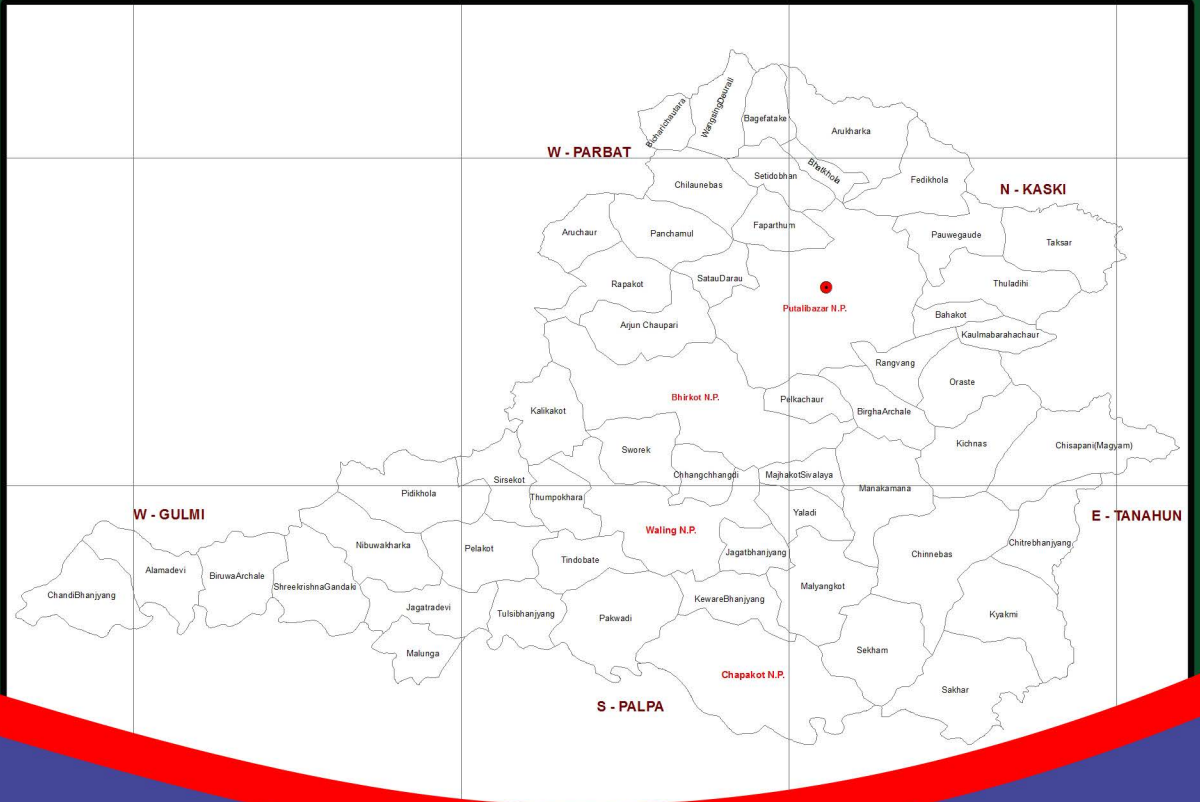 Bicharichautara
WangsingDeurali
Bagefatake
Arukharka
W - PARBAT
Bhatkhola
Setidobhan
Fedikhola
Chilaunebas
N - KASKI
Faparthum
Aruchaur
Panchamul
Pauwegaude
Taksar
SatauDarau
Rapakot
Thuladihi
Putalibazar N.P.
Bahakot
Arjun Chaupari
Kaulmabarahachaur
Rangvang
Oraste
Bhirkot N.P.
Pelkachaur
Kalikakot
BirghaArchale
Kichnas
Chisapani(Magyam)
Sworek
Chhangchhangdi
MajhakotSivalaya
Sirsekot
Manakamana
Pidikhola
Thumpokhara
W - GULMI
Yaladi
E - TANAHUN
Waling N.P.
Nibuwakharka
Pelakot
Chitrebhanjyang
Jagatbhanjyang
Chinnebas
Tindobate
Alamadevi
BiruwaArchale
ShreekrishnaGandaki
Malyangkot
ChandiBhanjyang
KewareBhanjyang
Jagatradevi
Tulsibhanjyang
Pakwadi
Kyakmi
Malunga
Sekham
Chapakot N.P.
Sakhar
S - PALPA